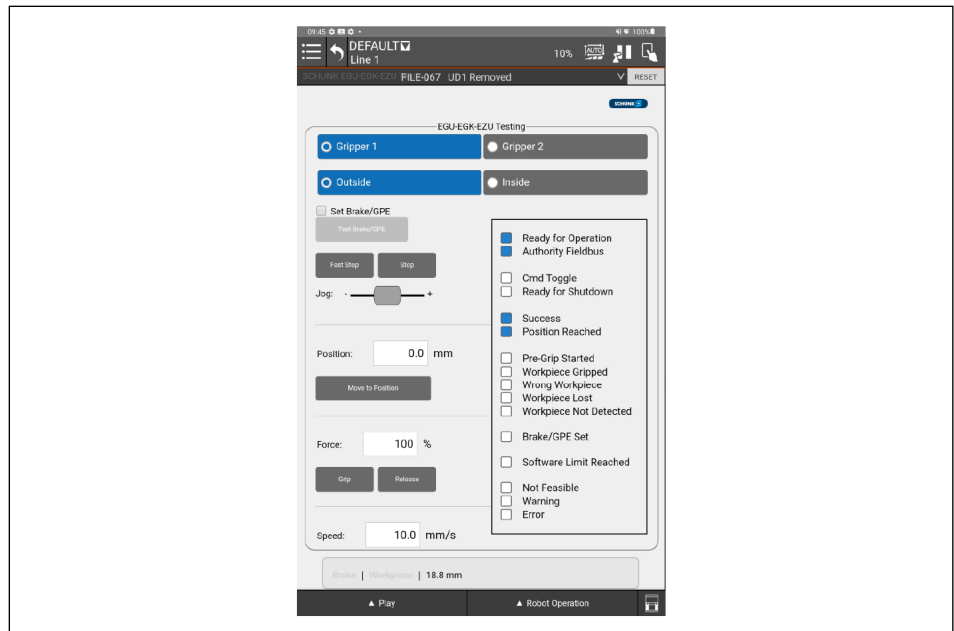 09:45
100%
DEFAULT
Line 1
10%
AUTO
SCHUNK EGU-EGK-EZU FILE-067 UD1 Removed
RESET
SCHUNK
EGU-EGK-EZU Testing
Gripper 1
Gripper 2
Outside
Inside
Set Brake/GPE
Test Brake/GPE
Fast Stop
Stop
Jog: - +
Position: 0.0 mm
Move to Position
Force: 100 %
Grip
Release
Speed: 10.0 mm/s
Ready for Operation
Authority Fieldbus
Cmd Toggle
Ready for Shutdown
Success
Position Reached
Pre-Grip Started
Workpiece Gripped
Wrong Workpiece
Workpiece Lost
Workpiece Not Detected
Brake/GPE Set
Software Limit Reached
Not Feasible
Warning
Error
Brake | Workpiece | 18.8 mm
Play
Robot Operation